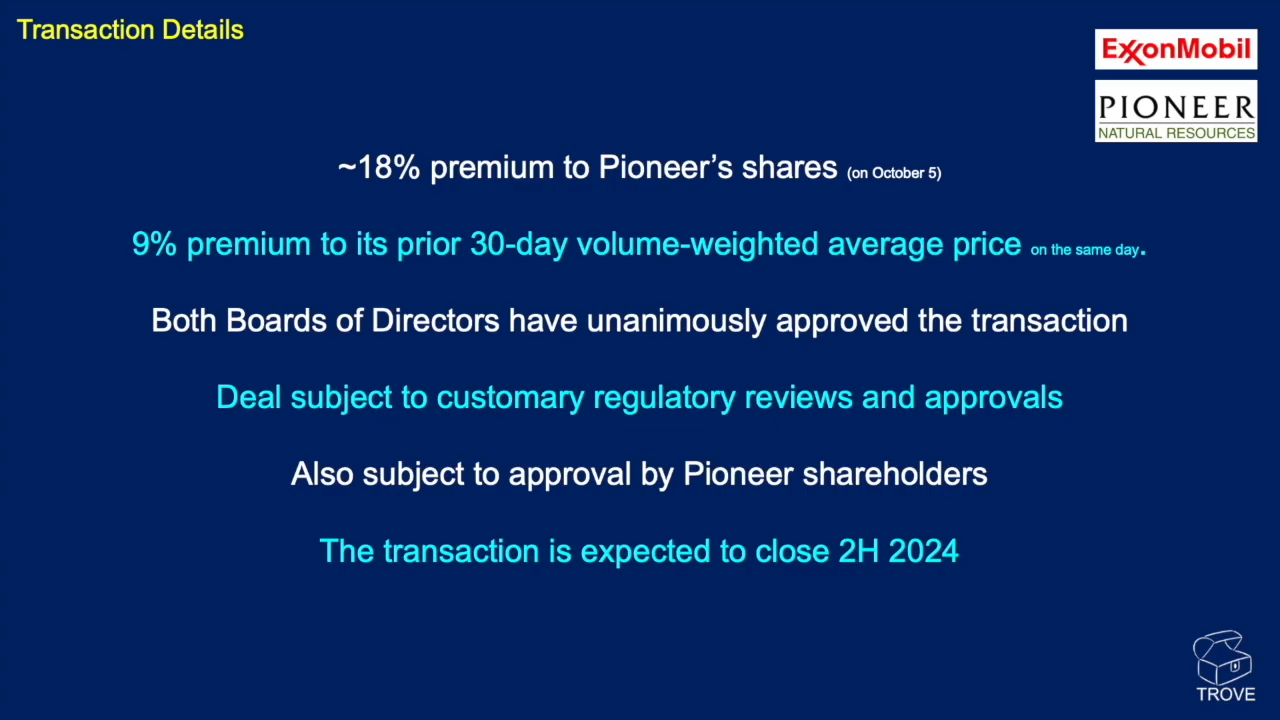 Transaction Details
ExxonMobil
PIONEER
NATURAL RESOURCES
~18% premium to Pioneer’s shares (on October 5)
9% premium to its prior 30-day volume-weighted average price on the same day.
Both Boards of Directors have unanimously approved the transaction
Deal subject to customary regulatory reviews and approvals
Also subject to approval by Pioneer shareholders
The transaction is expected to close 2H 2024
TROVE